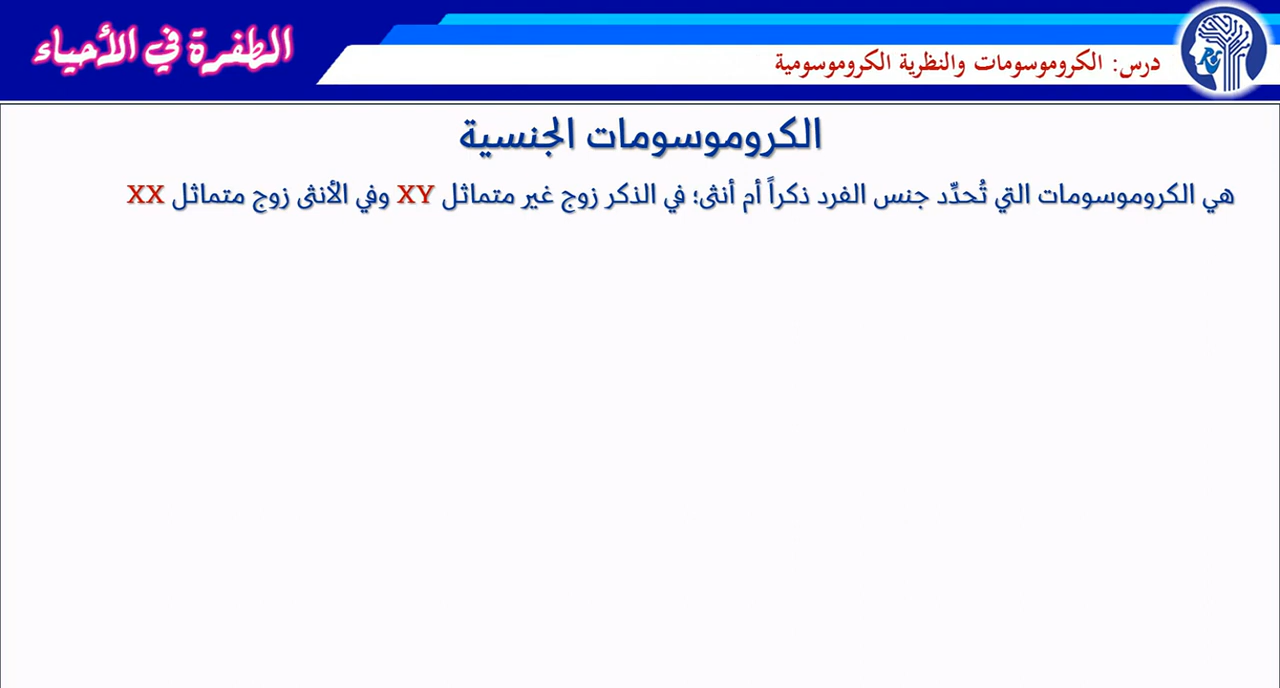 الطفرة في الأحياء
درس: الكروموسومات والنظرية الكروموسومية
الكروموسومات الجنسية
هي الكروموسومات التي تُحدِّد جنس الفرد ذكراً أم أنثى؛ في الذكر زوج غير متماثل XY وفي الأنثى زوج متماثل XX